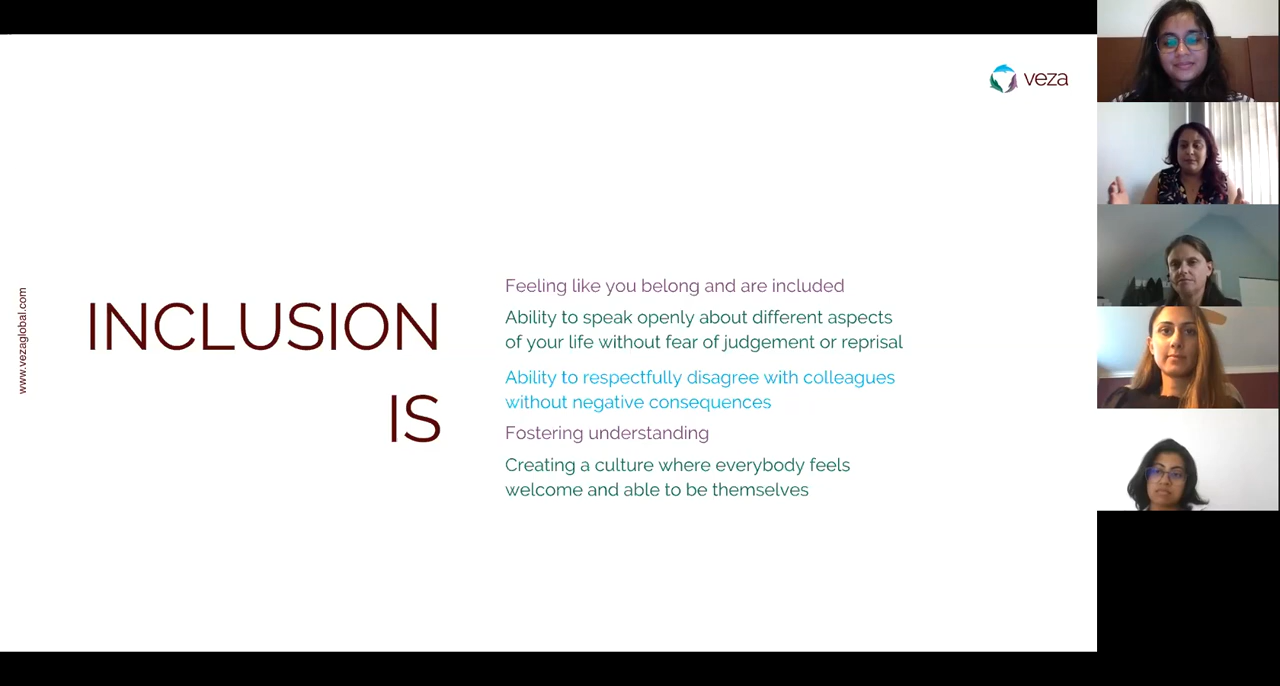 veza
www.vezaglobal.com
INCLUSION
IS
Feeling like you belong and are included
Ability to speak openly about different aspects
of your life without fear of judgement or reprisal
Ability to respectfully disagree with colleagues
without negative consequences
Fostering understanding
Creating a culture where everybody feels
welcome and able to be themselves